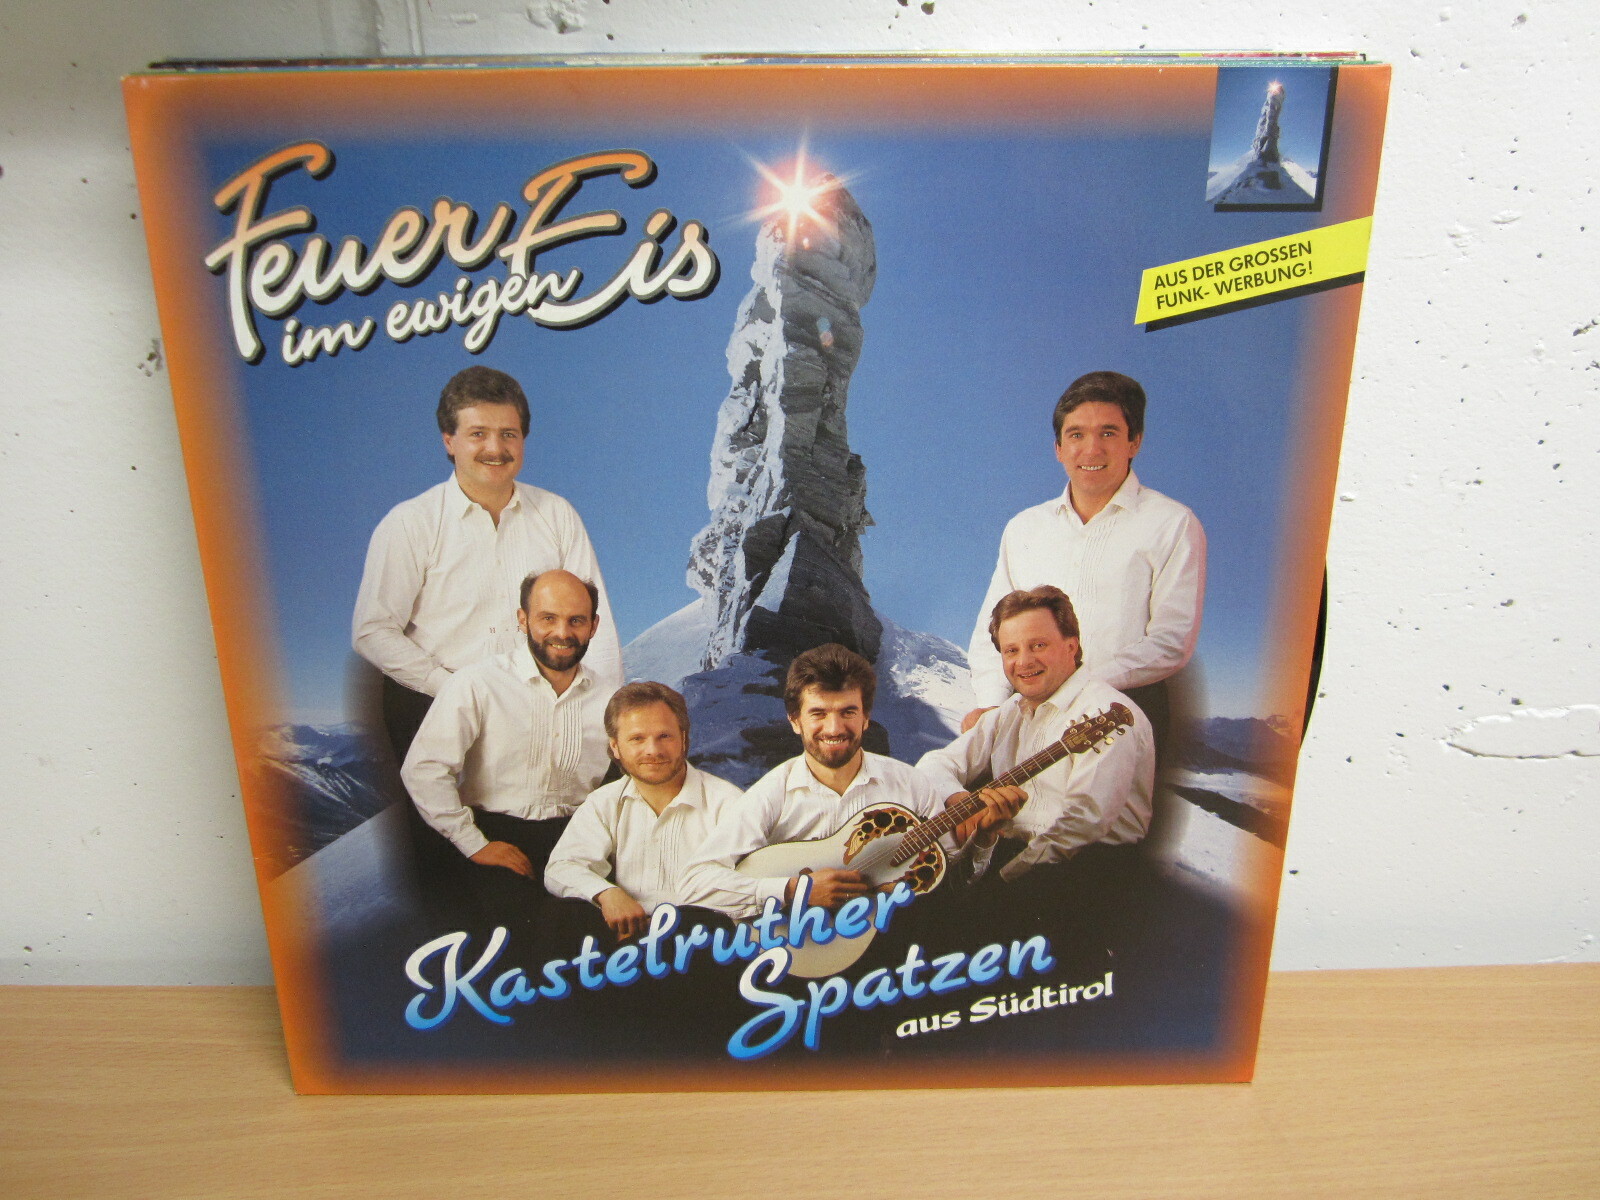 Feuer
im ewigen
Eis
AUS DER GROSSEN
FUNK- WERBUNG!
Kastelruther
Spatzen
aus Südtirol